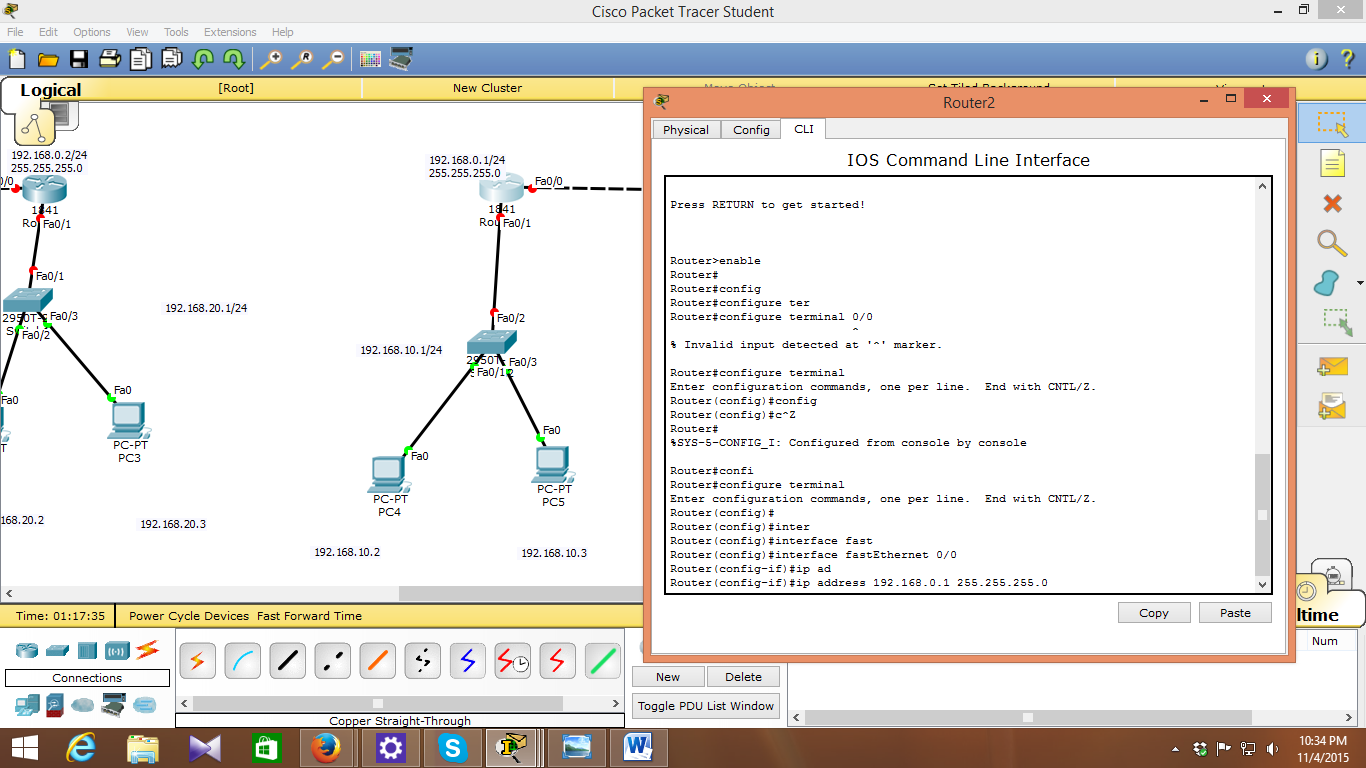 Cisco Packet Tracer Student
File Edit Options View Tools Extensions Help
Logical
[Root]
New Cluster
Move Object
Set Tiled Background
192.168.0.2/24
255.255.255.0
0/0
1841
Fa0/1
Fa0/1
2950T
Fa0/3
Fa0/2
Fa0
Fa0
PC-PT
PC3
192.168.20.1/24
68.20.2
192.168.20.3
192.168.0.1/24
255.255.255.0
Fa0/0
1841
Rou
Fa0/1
Fa0/2
192.168.10.1/24
2950T-
Fa0/3
Fa0/1
Fa0
Fa0
PC-PT
PC4
PC-PT
PC5
192.168.10.2
192.168.10.3
Router2
Physical
Config
CLI
IOS Command Line Interface
Press RETURN to get started!
Router>enable
Router#
Router#config
Router#configure ter
Router#configure terminal 0/0
^
% Invalid input detected at '^' marker.
Router#configure terminal
Enter configuration commands, one per line.  End with CNTL/Z.
Router(config)#config
Router(config)#c^Z
Router#
%SYS-5-CONFIG_I: Configured from console by console
Router#confi
Router#configure terminal
Enter configuration commands, one per line.  End with CNTL/Z.
Router(config)#
Router(config)#inter
Router(config)#interface fast
Router(config)#interface fastEthernet 0/0
Router(config-if)#ip ad
Router(config-if)#ip address 192.168.0.1 255.255.255.0
Copy
Paste
Time: 01:17:35
Power Cycle Devices Fast Forward Time
ltime
Connections
Copper Straight-Through
New
Delete
Toggle PDU List Window
Num
10:34 PM
11/4/2015